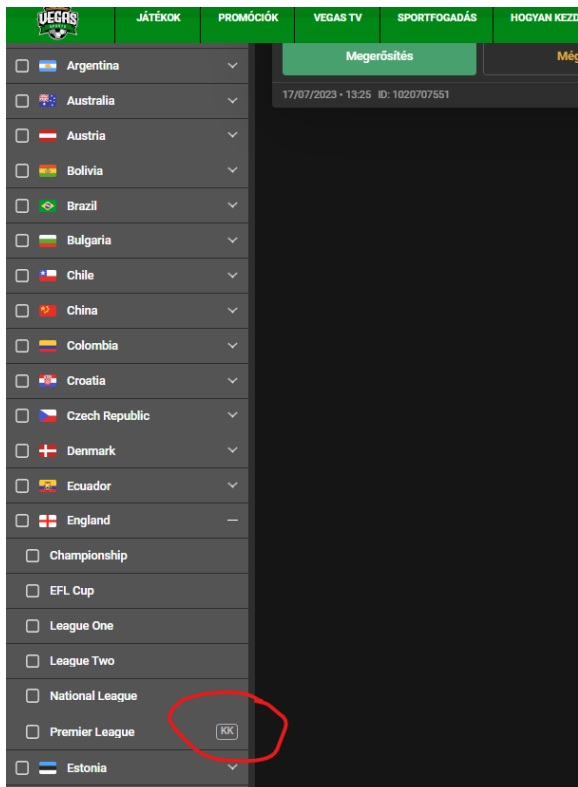 VEGAS
SPORTS
JÁTÉKOK
PROMÓCIÓK
VEGAS TV
SPORTFOGADÁS
HOGYAN KEZD
Argentina
Australia
Austria
Bolivia
Brazil
Bulgaria
Chile
China
Colombia
Croatia
Czech Republic
Denmark
Ecuador
England
Championship
EFL Cup
League One
League Two
National League
Premier League KK
Estonia
Megerősítés
Még
17/07/2023 • 13:25 ID: 1020707551